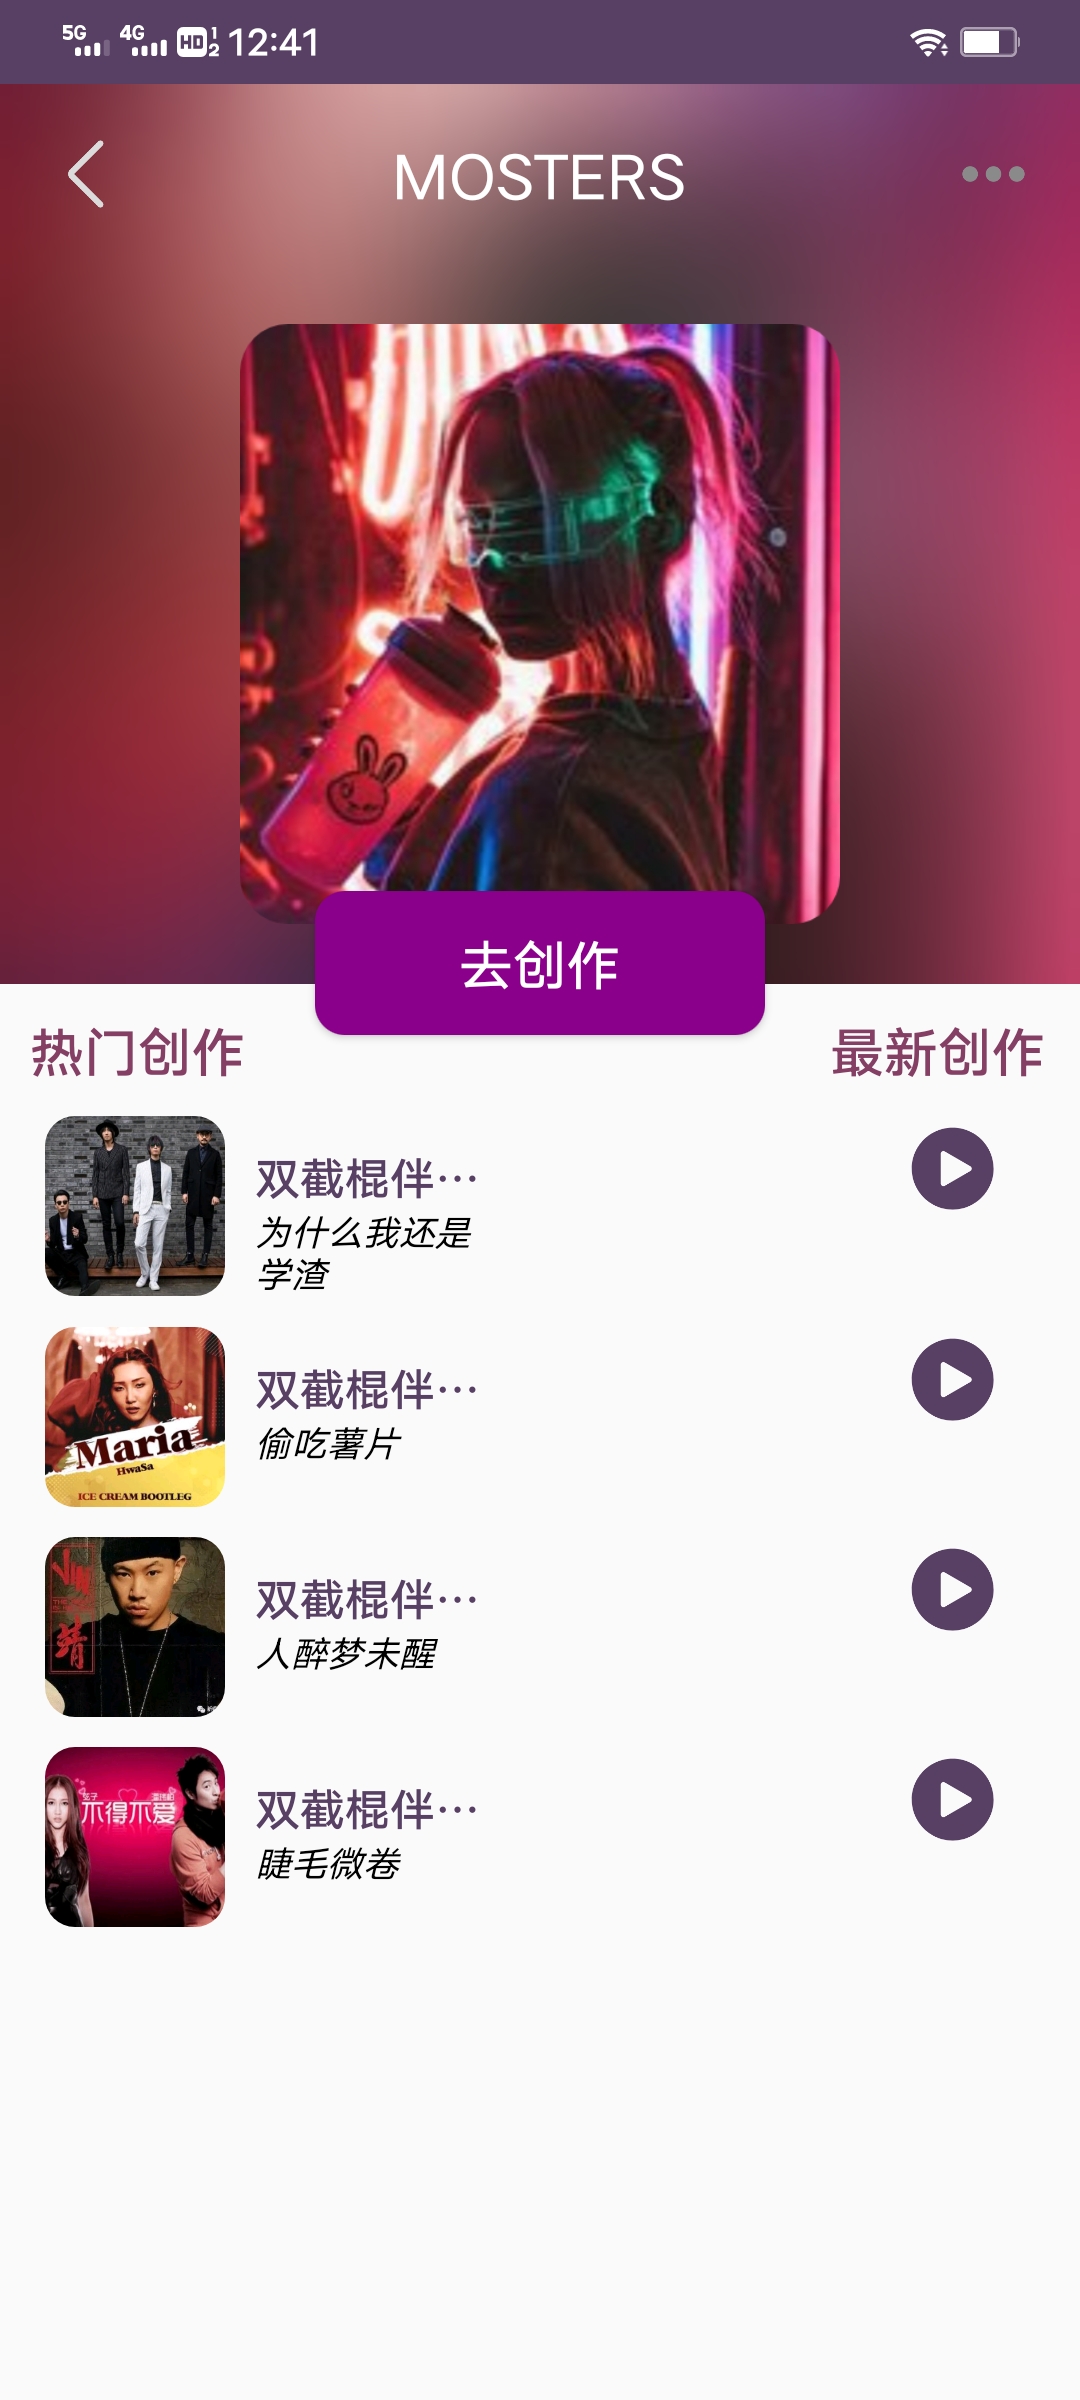 5G 4G HD 1 2 12:41
MOSTERS
去创作
热门创作
最新创作
双截棍伴…
为什么我还是
学渣
Maria
HwaSa
ICE CREAM BOOTLEG
双截棍伴…
偷吃薯片
双截棍伴…
人醉梦未醒
不得不爱
双截棍伴…
睫毛微卷